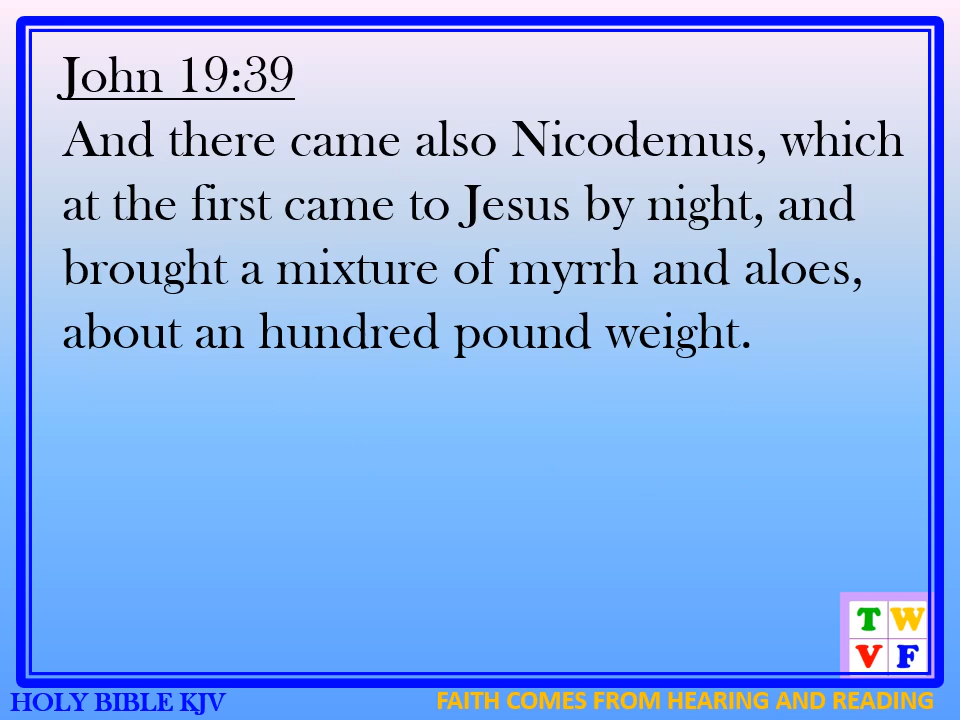 John 19:39
And there came also Nicodemus, which
at the first came to Jesus by night, and
brought a mixture of myrrh and aloes,
about an hundred pound weight.
T W
V F
HOLY BIBLE KJV
FAITH COMES FROM HEARING AND READING